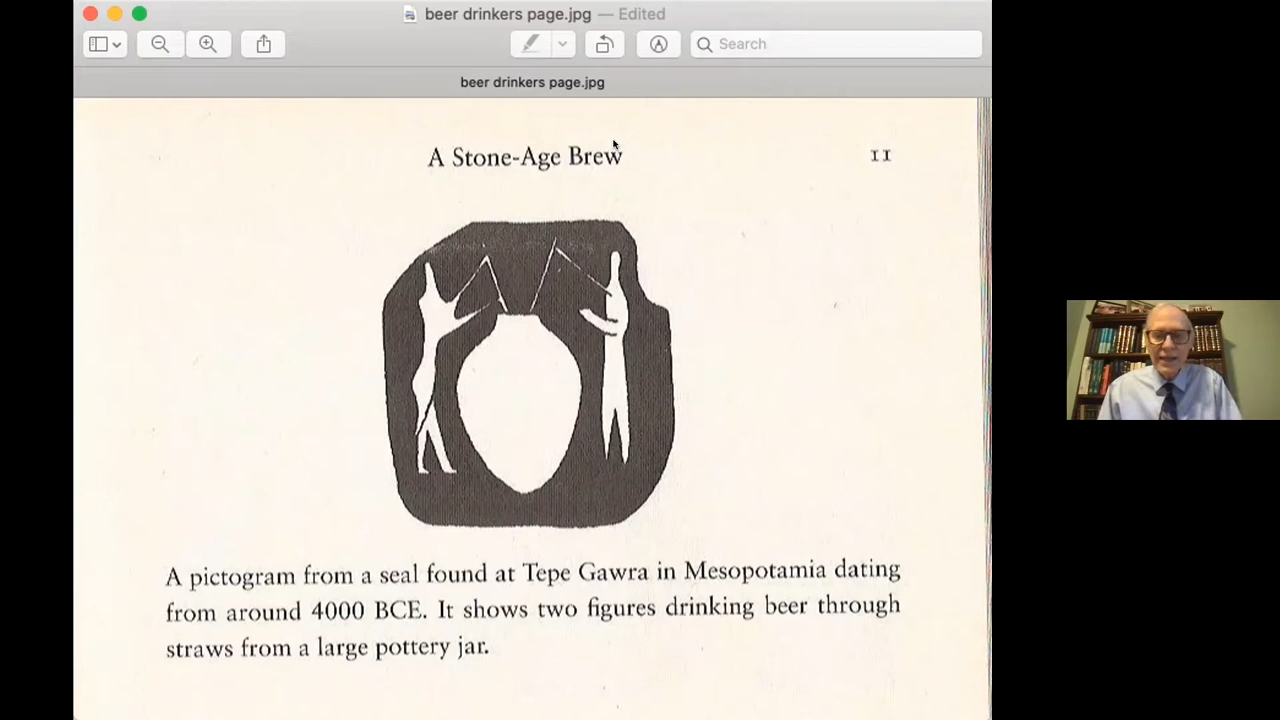 beer drinkers page.jpg — Edited
Search
beer drinkers page.jpg
A Stone-Age Brew
11
A pictogram from a seal found at Tepe Gawra in Mesopotamia dating
from around 4000 BCE. It shows two figures drinking beer through
straws from a large pottery jar.